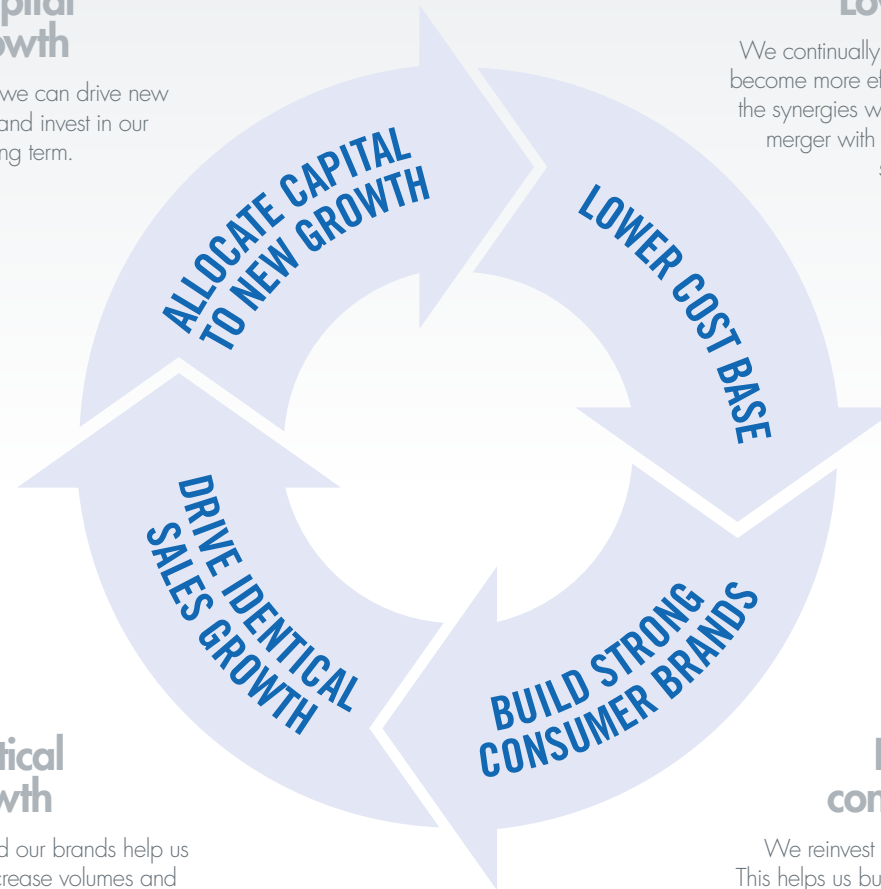 pital
owth
we can drive new
and invest in our
ng term.
Lo
We continually
become more ef
the synergies w
merger with
s
ALLOCATE CAPITAL
TO NEW GROWTH
LOWER COST BASE
BUILD STRONG
CONSUMER BRANDS
DRIVE IDENTICAL
SALES GROWTH
tical
wth
d our brands help us
crease volumes and
con
We reinvest
This helps us bu